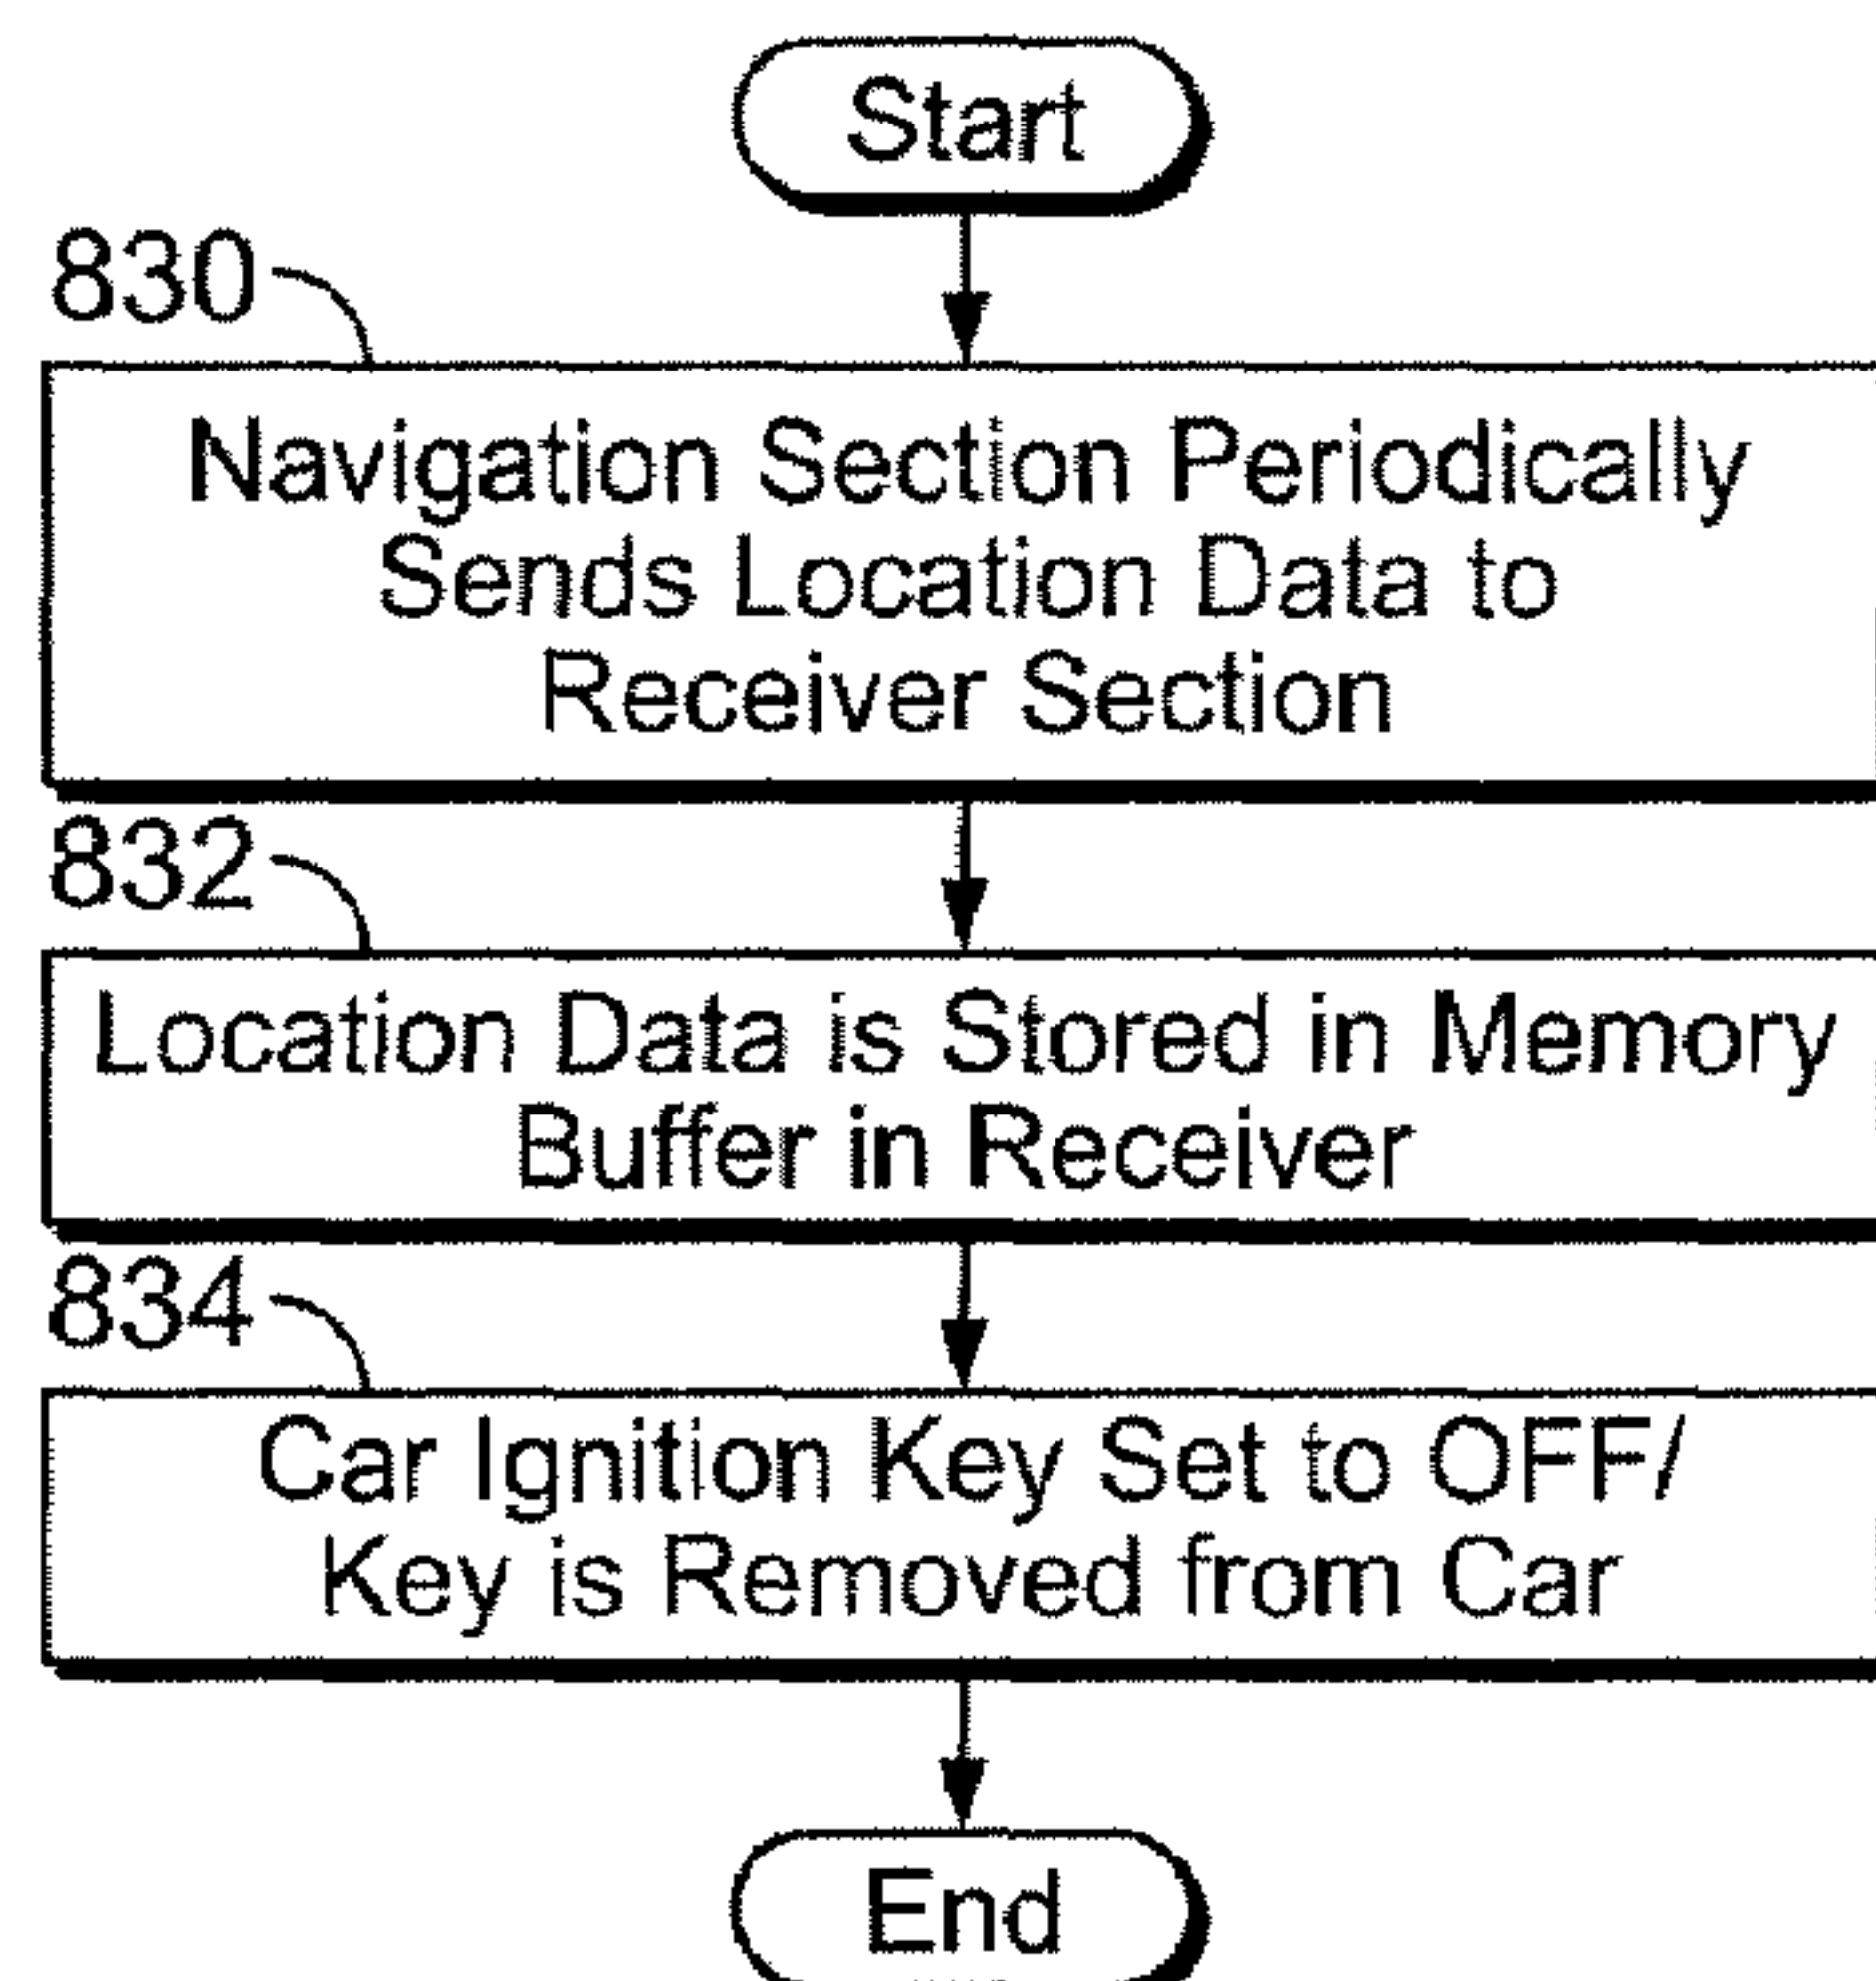 Start
830
Navigation Section Periodically
Sends Location Data to
Receiver Section
832
Location Data is Stored in Memory
Buffer in Receiver
834
Car Ignition Key Set to OFF/
Key is Removed from Car
End